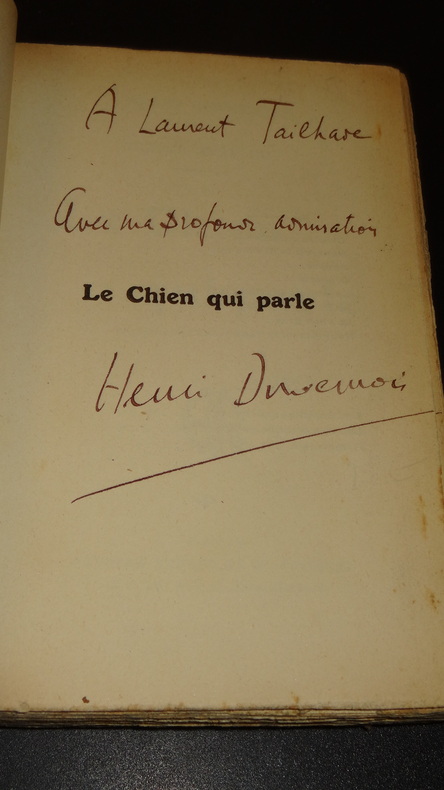 A Laurent Tailhade
Avec ma profonde admiration
Le Chien qui parle
Henri Duvernois